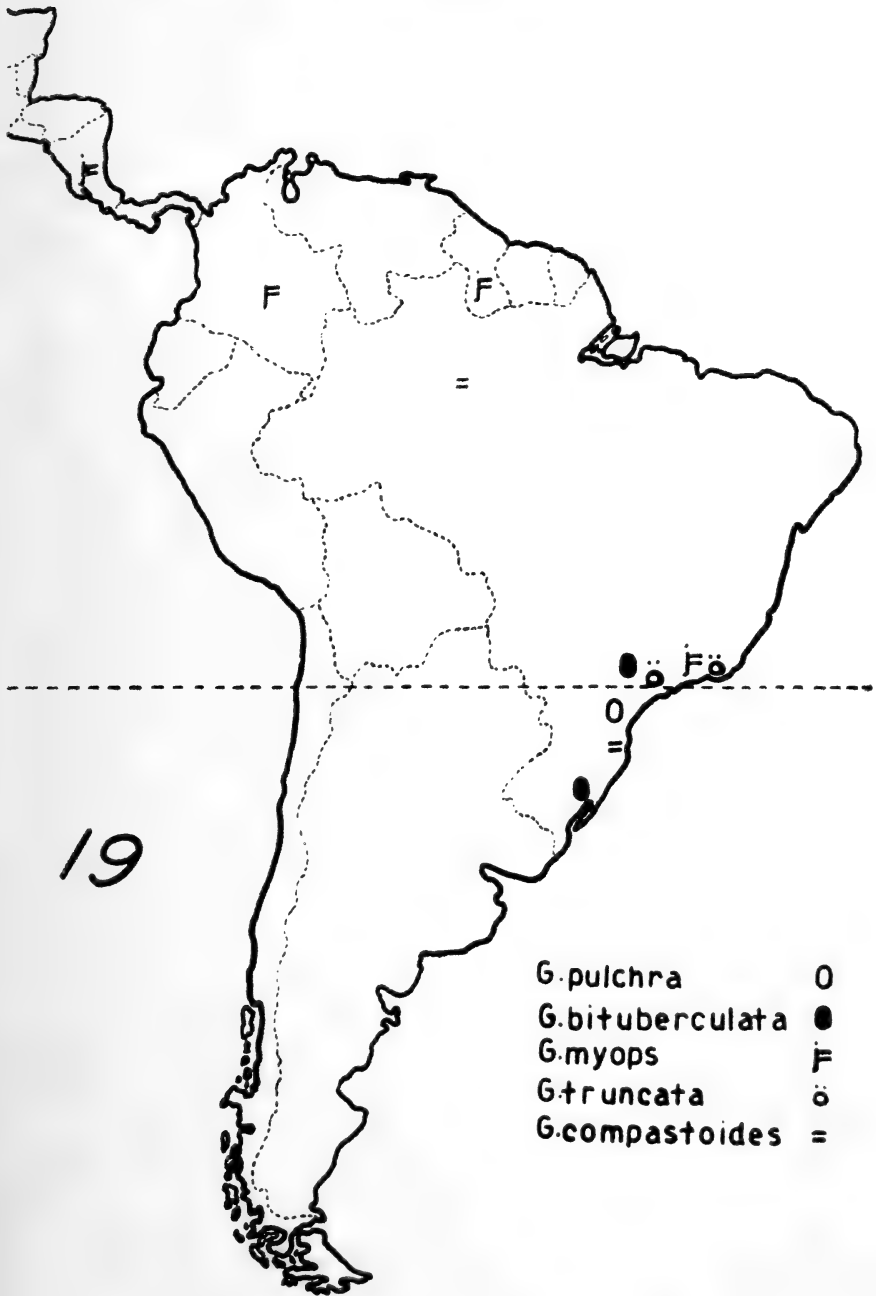 19
G.pulchra O
G.bituberculata ⬮
G.myops Ḟ
G.truncata ö
G.compastoides =